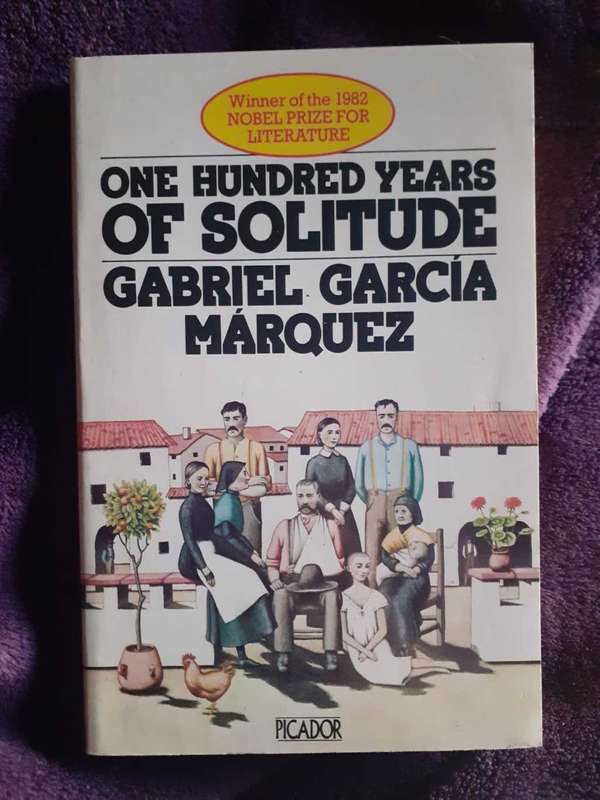 Winner of the 1982
NOBEL PRIZE FOR
LITERATURE
ONE HUNDRED YEARS
OF SOLITUDE
GABRIEL GARCÍA
MÁRQUEZ
PICADOR